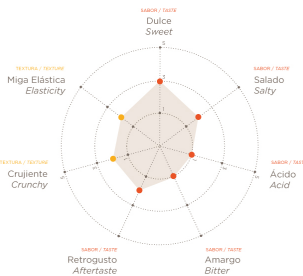 SABOR / TASTE
Dulce
Sweet
5
TEXTURA / TEXTURE
Miga Elástica
Elasticity
SABOR / TASTE
Salado
Salty
1
TEXTURA / TEXTURE
Crujiente
Crunchy
SABOR / TASTE
Ácido
Acid
SABOR / TASTE
Retrogusto
Aftertaste
SABOR / TASTE
Amargo
Bitter